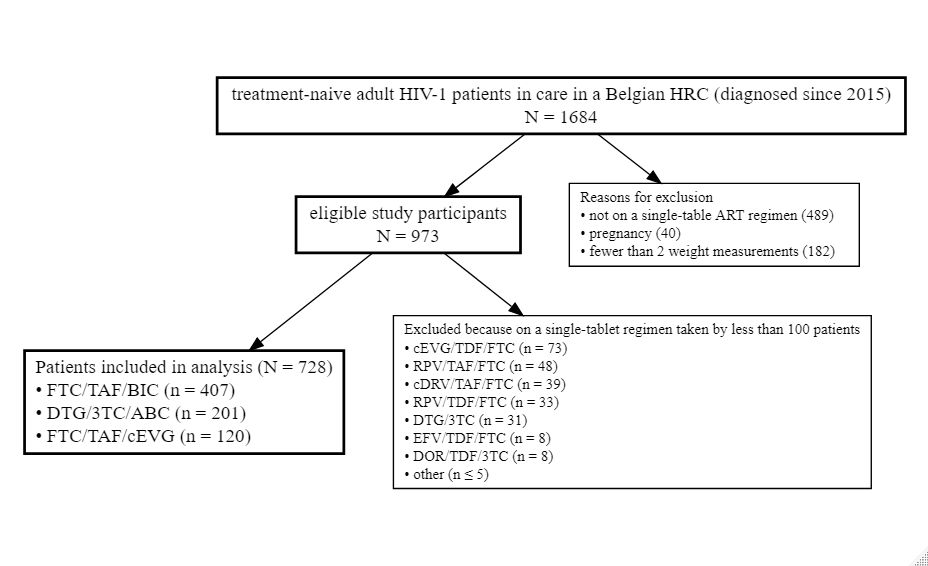 treatment-naive adult HIV-1 patients in care in a Belgian HRC (diagnosed since 2015)
N = 1684
Reasons for exclusion
• not on a single-table ART regimen (489)
• pregnancy (40)
• fewer than 2 weight measurements (182)
eligible study participants
N = 973
Excluded because on a single-tablet regimen taken by less than 100 patients
• cEVG/TDF/FTC (n = 73)
• RPV/TAF/FTC (n = 48)
• cDRV/TAF/FTC (n = 39)
• RPV/TDF/FTC (n = 33)
• DTG/3TC (n = 31)
• EFV/TDF/FTC (n = 8)
• DOR/TDF/3TC (n = 8)
• other (n ≤ 5)
Patients included in analysis (N = 728)
• FTC/TAF/BIC (n = 407)
• DTG/3TC/ABC (n = 201)
• FTC/TAF/cEVG (n = 120)